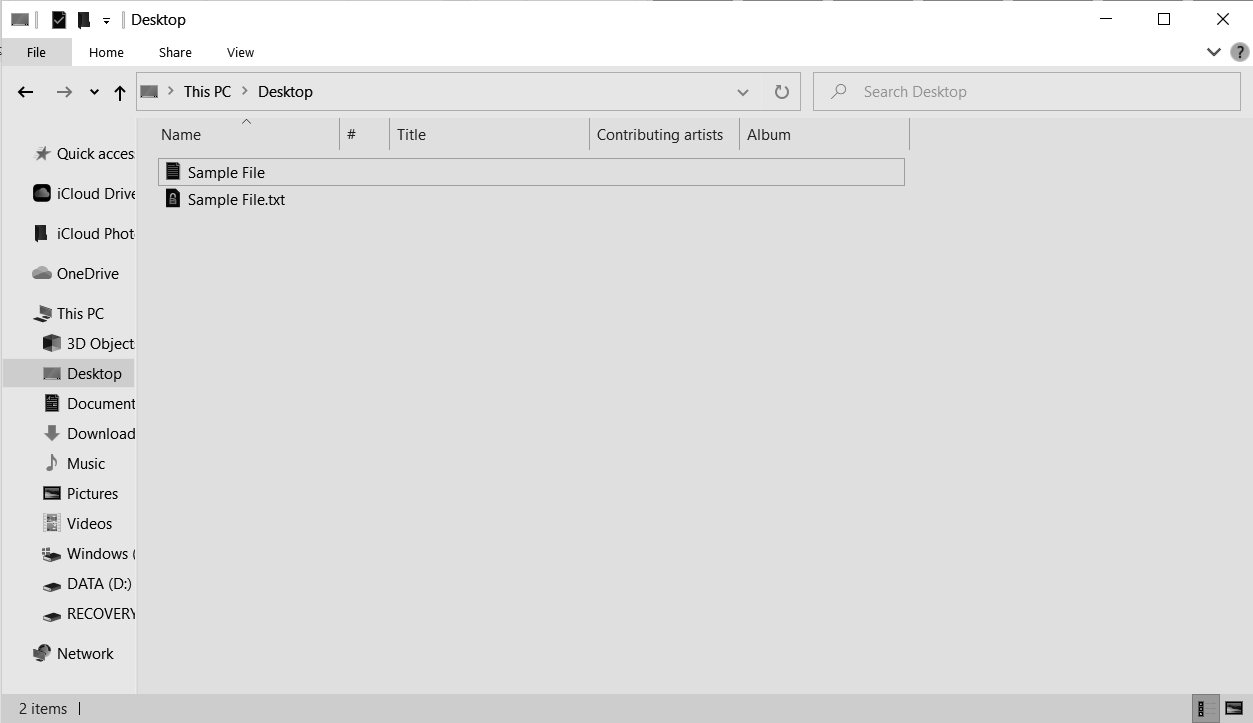 Desktop
File Home Share View
?
This PC Desktop
Search Desktop
Name # Title Contributing artists Album
Sample File
Sample File.txt
Quick acces
iCloud Drive
iCloud Phot
OneDrive
This PC
3D Object
Desktop
Document
Download
Music
Pictures
Videos
Windows (
DATA (D:)
RECOVERY
Network
2 items